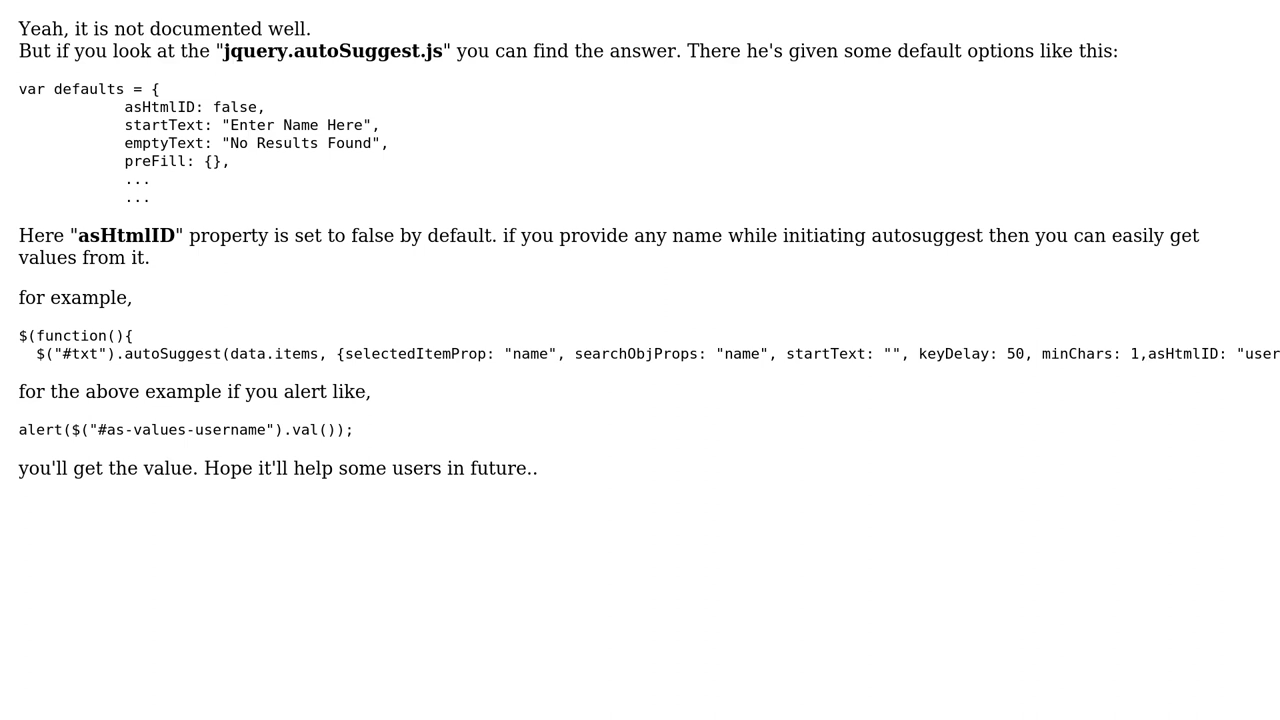 Yeah, it is not documented well.
But if you look at the "jquery.autoSuggest.js" you can find the answer. There he's given some default options like this:
var defaults = {
            asHtmlID: false,
            startText: "Enter Name Here",
            emptyText: "No Results Found",
            preFill: {},
            ...
            ...
Here "asHtmlID" property is set to false by default. if you provide any name while initiating autosuggest then you can easily get
values from it.
for example,
$(function(){
  $("#txt").autoSuggest(data.items, {selectedItemProp: "name", searchObjProps: "name", startText: "", keyDelay: 50, minChars: 1,asHtmlID: "user
for the above example if you alert like,
alert($("#as-values-username").val());
you'll get the value. Hope it'll help some users in future..